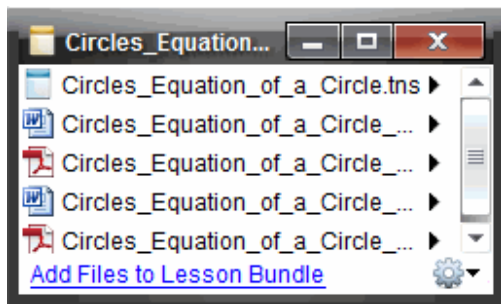 Circles_Equation...
Circles_Equation_of_a_Circle.tns
Circles_Equation_of_a_Circle_...
Circles_Equation_of_a_Circle_...
Circles_Equation_of_a_Circle_...
Circles_Equation_of_a_Circle_...
Add Files to Lesson Bundle